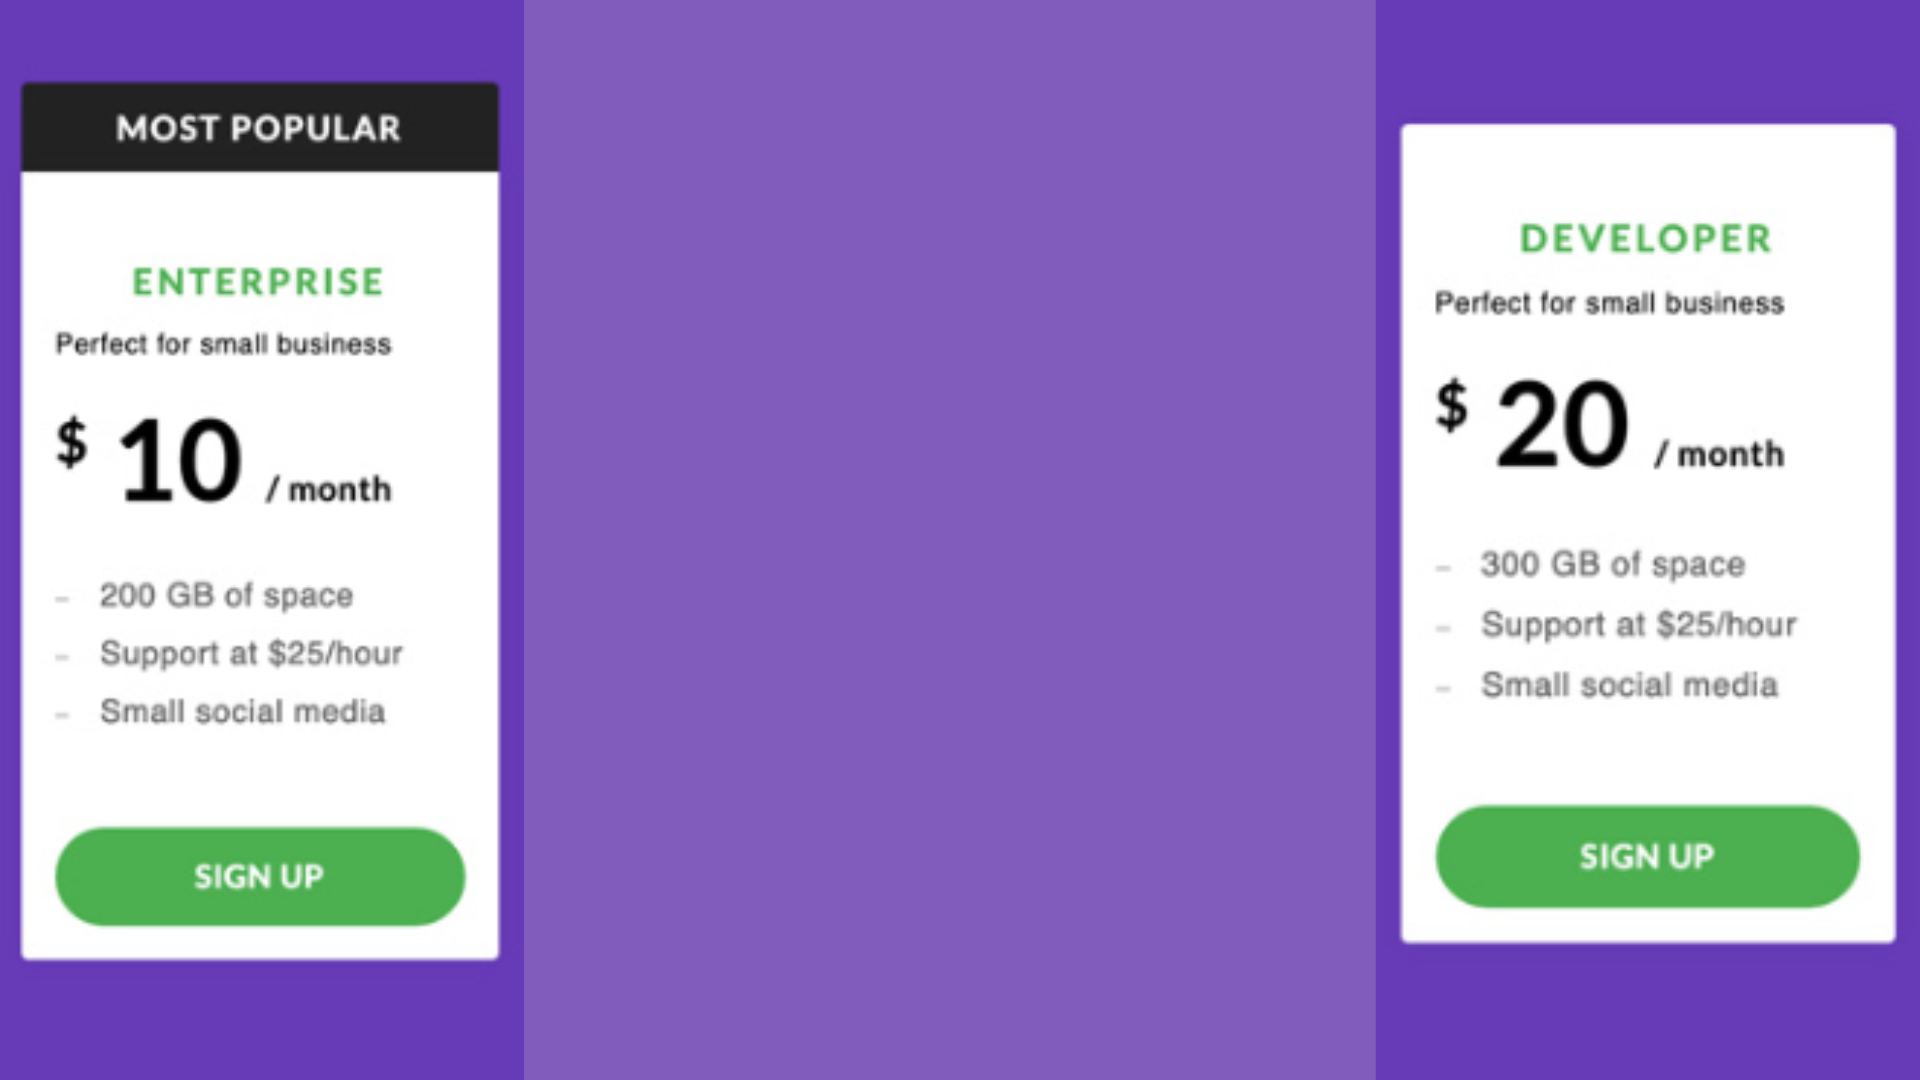 MOST POPULAR
ENTERPRISE
Perfect for small business
$ 10 / month
- 200 GB of space
- Support at $25/hour
- Small social media
SIGN UP
DEVELOPER
Perfect for small business
$ 20 / month
- 300 GB of space
- Support at $25/hour
- Small social media
SIGN UP